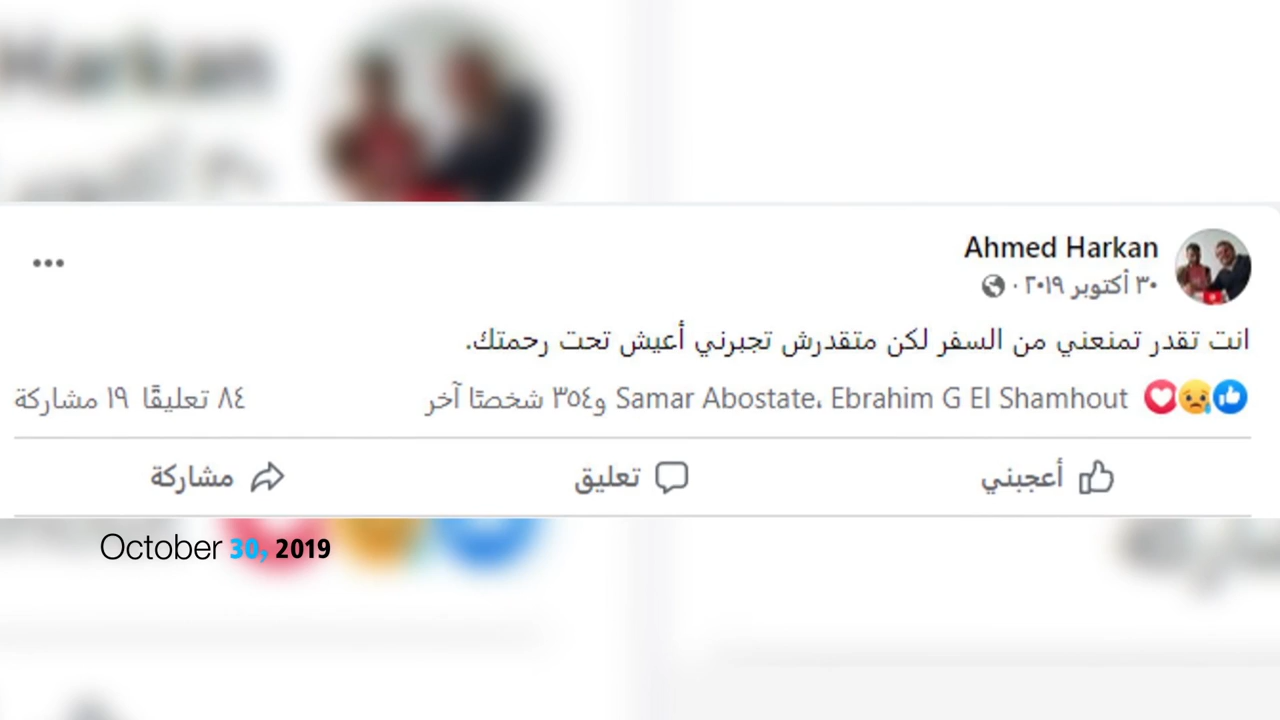 Ahmed Harkan
٣٠ أكتوبر ٢٠١٩ ·
انت تقدر تمنعني من السفر لكن متقدرش تجبرني أعيش تحت رحمتك.
Samar Abostate، Ebrahim G El Shamhout و٣٥٤ شخصًا آخر
٨٤ تعليقًا ١٩ مشاركة
أعجبني
تعليق
مشاركة
October 30, 2019